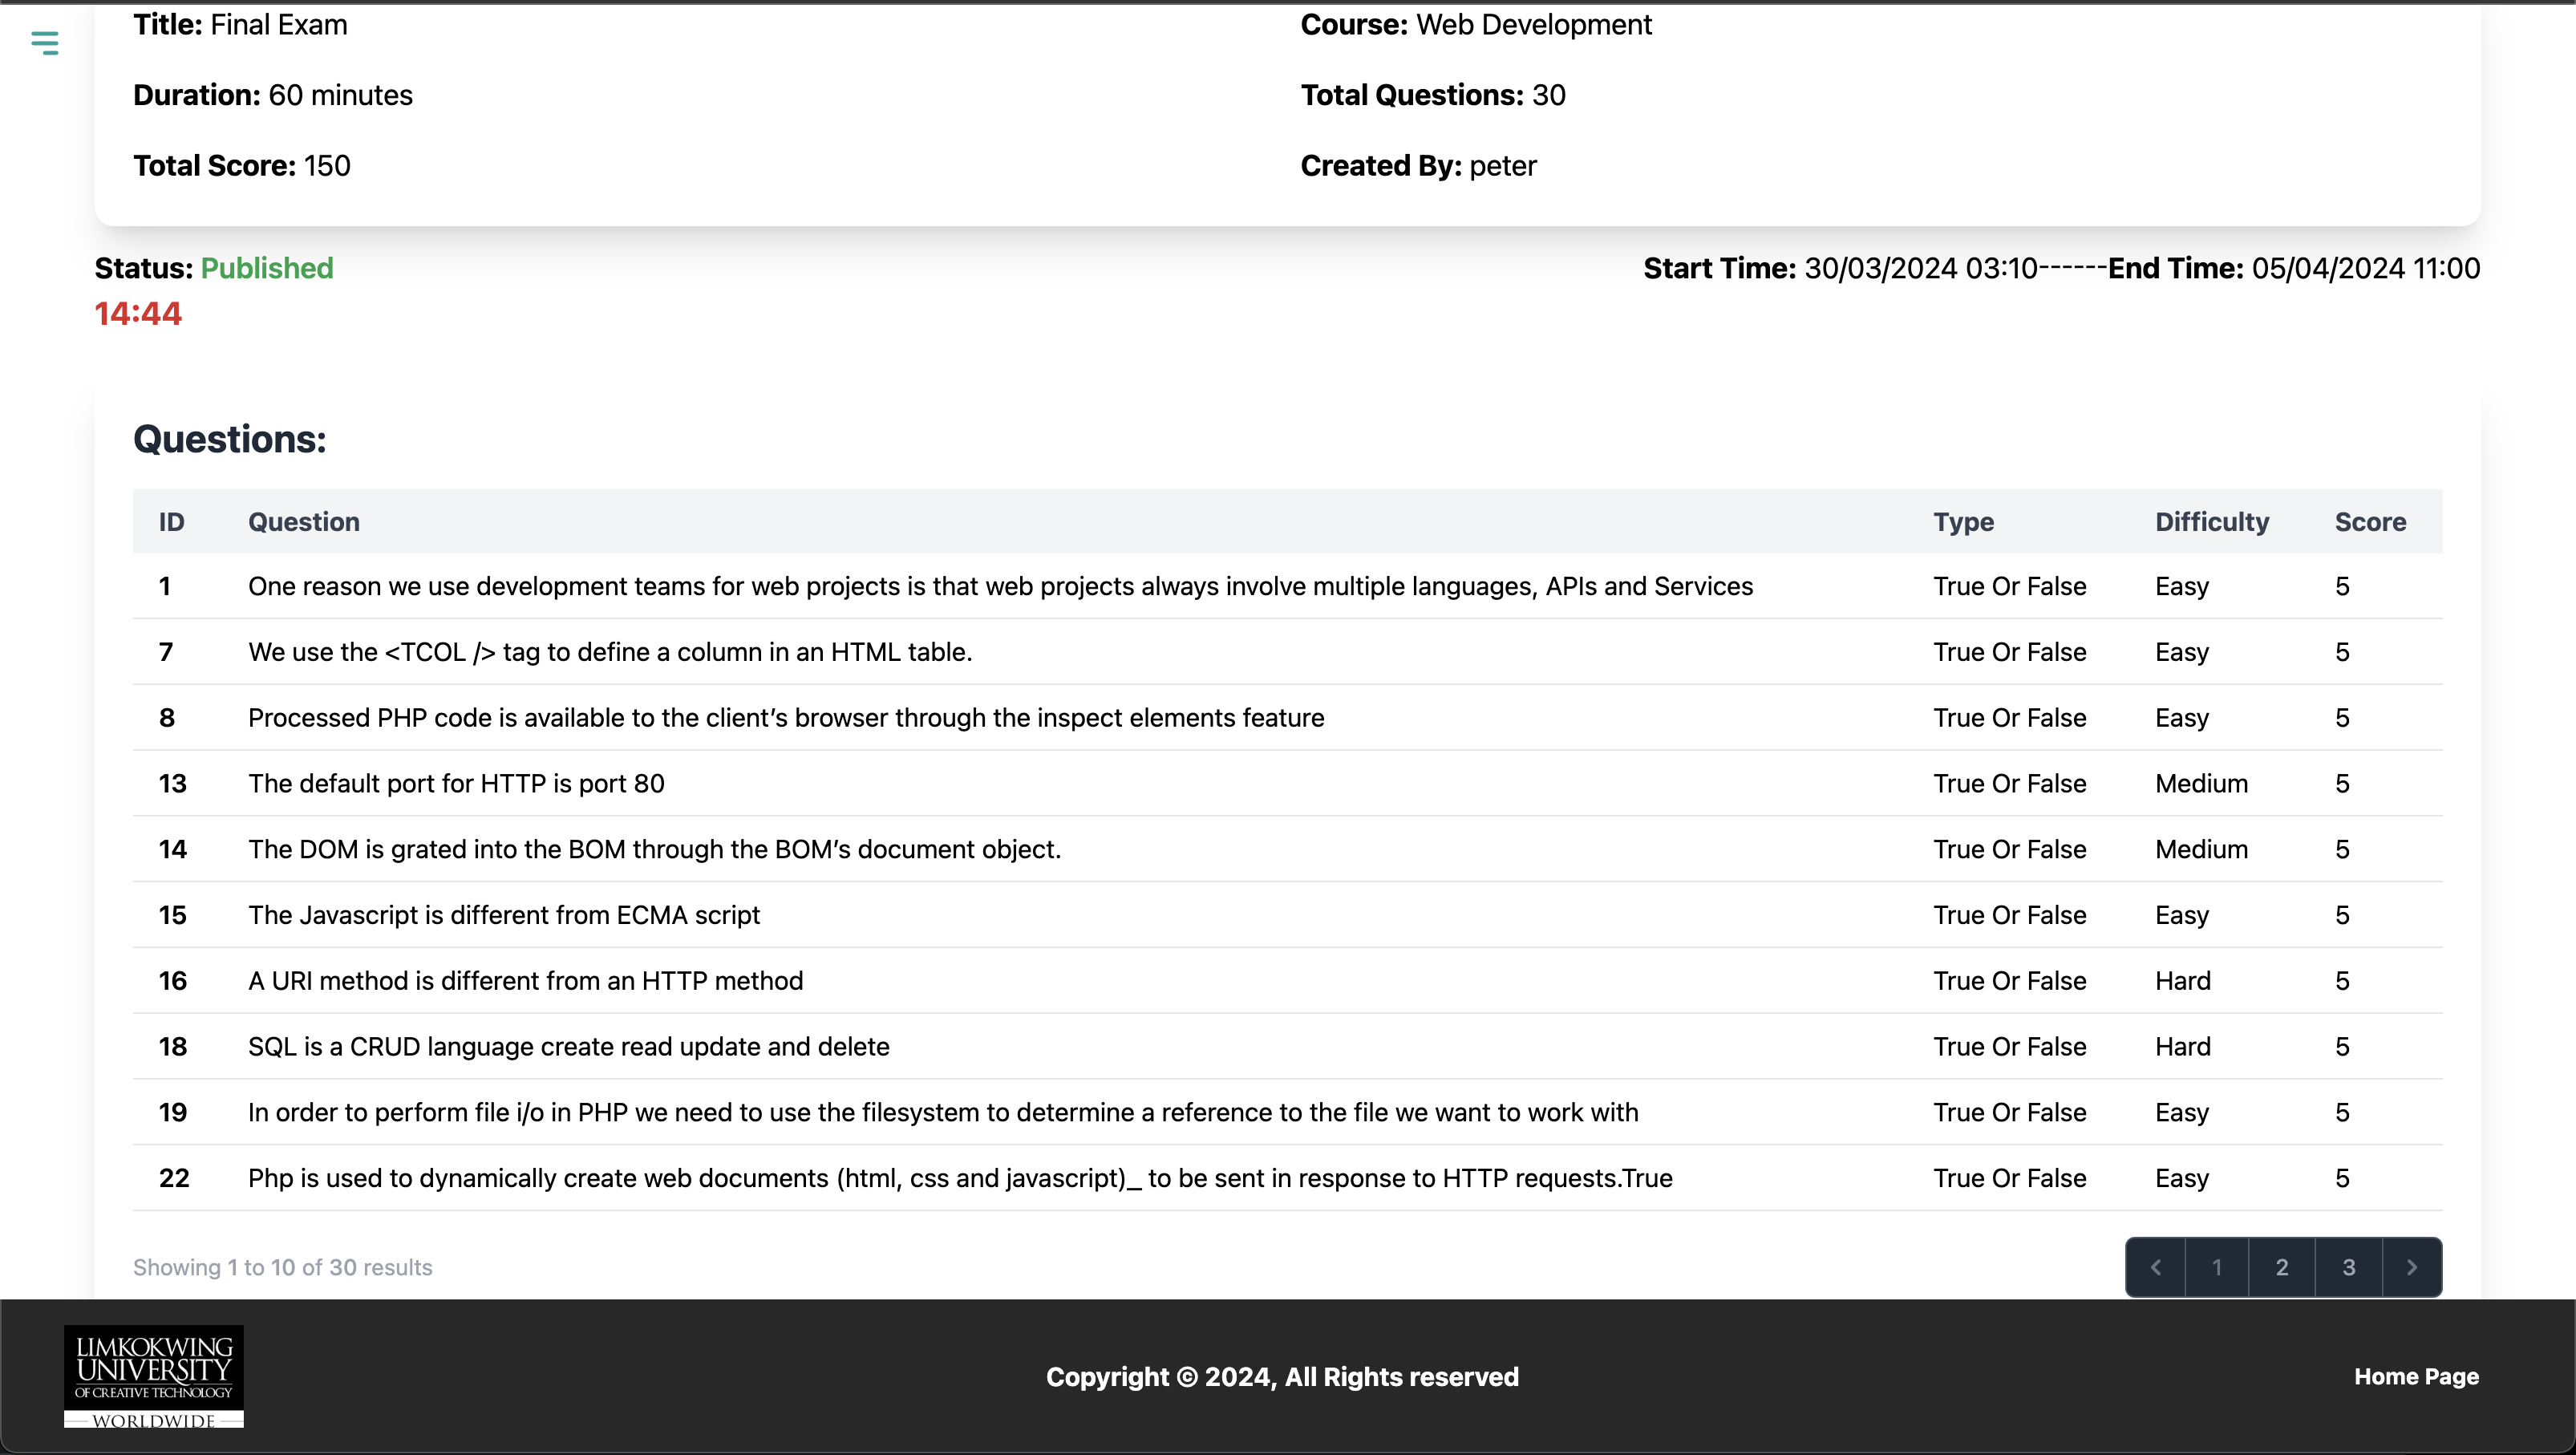 Title: Final Exam
Course: Web Development
Duration: 60 minutes
Total Questions: 30
Total Score: 150
Created By: peter
Status: Published
Start Time: 30/03/2024 03:10------End Time: 05/04/2024 11:00
14:44
Questions:
ID Question Type Difficulty Score
1 One reason we use development teams for web projects is that web projects always involve multiple languages, APIs and Services True Or False Easy 5
7 We use the <TCOL /> tag to define a column in an HTML table. True Or False Easy 5
8 Processed PHP code is available to the client’s browser through the inspect elements feature True Or False Easy 5
13 The default port for HTTP is port 80 True Or False Medium 5
14 The DOM is grated into the BOM through the BOM’s document object. True Or False Medium 5
15 The Javascript is different from ECMA script True Or False Easy 5
16 A URI method is different from an HTTP method True Or False Hard 5
18 SQL is a CRUD language create read update and delete True Or False Hard 5
19 In order to perform file i/o in PHP we need to use the filesystem to determine a reference to the file we want to work with True Or False Easy 5
22 Php is used to dynamically create web documents (html, css and javascript)_ to be sent in response to HTTP requests.True True Or False Easy 5
Showing 1 to 10 of 30 results
< 1 2 3 >
LIMKOKWING
UNIVERSITY
OF CREATIVE TECHNOLOGY
WORLDWIDE
Copyright © 2024, All Rights reserved
Home Page